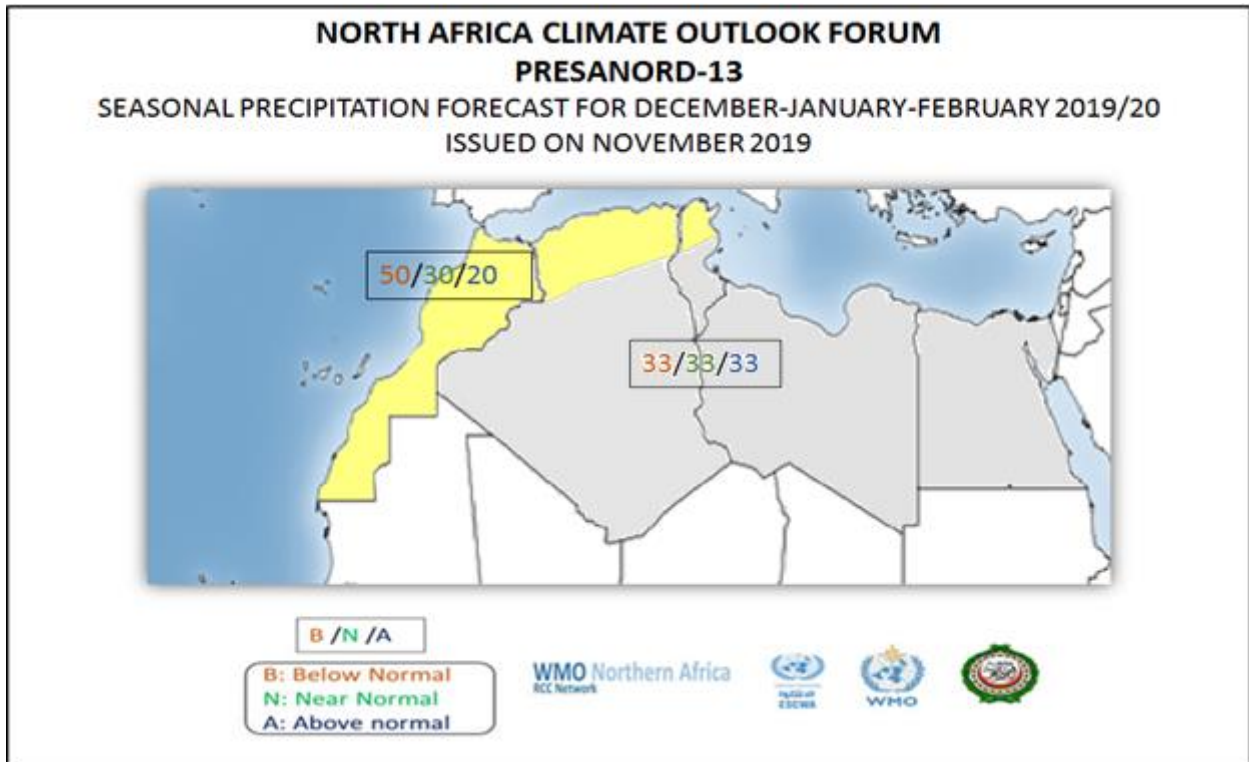 NORTH AFRICA CLIMATE OUTLOOK FORUM
PRESANORD-13
SEASONAL PRECIPITATION FORECAST FOR DECEMBER-JANUARY-FEBRUARY 2019/20
ISSUED ON NOVEMBER 2019
50/30/20
33/33/33
B /N /A
B: Below Normal
N: Near Normal
A: Above normal
WMO Northern Africa
RCC Network
ESCWA
WMO